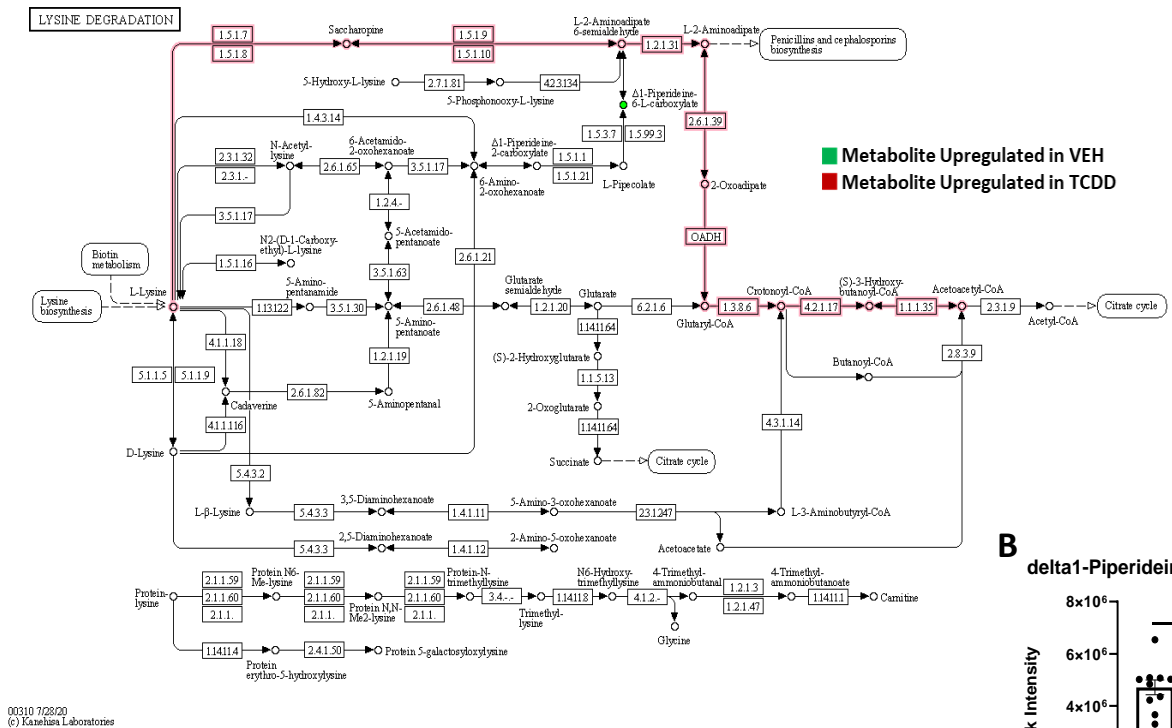 LYSINE DEGRADATION
1.5.1.7
1.5.1.8
Saccharopine
1.5.1.9
1.5.1.10
L-2-Aminoadipate
6-semialdehyde
1.2.1.31
L-2-Aminoadipate
Penicillins and cephalosporins
biosynthesis
5-Hydroxy-L-lysine
2.7.1.81
4.2.3.134
5-Phosphonooxy-L-lysine
Δ1-Piperideine-
6-L-carboxylate
1.4.3.14
2.6.1.39
1.5.3.7
1.5.99.3
N-Acetyl-
lysine
6-Acetamido-
2-oxohexanoate
Δ1-Piperideine-
2-carboxylate
2.3.1.32
2.3.1.-
2.6.1.65
3.5.1.17
1.5.1.1
1.5.1.21
L-Pipecolate
6-Amino-
2-oxohexanoate
2-Oxoadipate
Metabolite Upregulated in VEH
Metabolite Upregulated in TCDD
3.5.1.17
1.2.4.-
5-Acetamido-
pentanoate
OADH
Biotin
metabolism
N2-(D-1-Carboxy-
ethyl)-L-lysine
1.5.1.16
3.5.1.63
2.6.1.21
Lysine
biosynthesis
L-Lysine
5-Amino-
pentanamide
1.13.12.2
3.5.1.30
5-Amino-
pentanoate
2.6.1.48
Glutarate
semialdehyde
1.2.1.20
Glutarate
6.2.1.6
Glutaryl-CoA
1.3.8.6
Crotonoyl-CoA
4.2.1.17
(S)-3-Hydroxy-
butanoyl-CoA
1.1.1.35
Acetoacetyl-CoA
2.3.1.9
Acetyl-CoA
Citrate cycle
4.1.1.18
1.14.11.64
(S)-2-Hydroxyglutarate
1.2.1.19
2.8.3.9
Butanoyl-CoA
5.1.1.5
5.1.1.9
1.1.5.13
2.6.1.82
Cadaverine
5-Aminopentanal
2-Oxoglutarate
4.1.1.116
1.14.11.64
4.3.1.14
D-Lysine
Succinate
Citrate cycle
5.4.3.2
L-β-Lysine
5.4.3.3
3,5-Diaminohexanoate
1.4.1.11
5-Amino-3-oxohexanoate
2.3.1.247
L-3-Aminobutyryl-CoA
5.4.3.3
2,5-Diaminohexanoate
1.4.1.12
2-Amino-5-oxohexanoate
Acetoacetate
Protein-
lysine
2.1.1.59
2.1.1.60
2.1.1.
Protein N6-
Me-lysine
2.1.1.59
2.1.1.60
2.1.1.
Protein N,N-
Me2-lysine
2.1.1.59
2.1.1.60
2.1.1.
Protein-N-
trimethyllysine
3.4.-.-
Trimethyl-
lysine
1.14.11.8
N6-Hydroxy-
trimethyllysine
4.1.2.-
4-Trimethyl-
ammoniobutanal
Glycine
1.2.1.3
1.2.1.47
4-Trimethyl-
ammoniobutanoate
1.14.11.1
Carnitine
1.14.11.4
Protein
erythro-5-hydroxylysine
2.4.1.50
Protein 5-galactosyloxylysine
00310 7/28/20
(c) Kanehisa Laboratories
B
delta1-Piperidei
8×10⁶
6×10⁶
4×10⁶
k Intensity